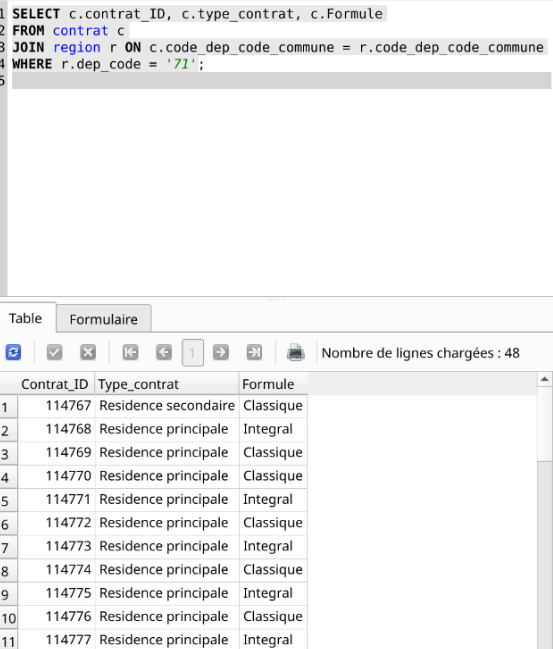 1 SELECT c.contrat_ID, c.type_contrat, c.Formule
2 FROM contrat c
3 JOIN region r ON c.code_dep_code_commune = r.code_dep_code_commune
4 WHERE r.dep_code = '71';
5
Table Formulaire
1 Nombre de lignes chargées : 48
Contrat_ID Type_contrat Formule
1 114767 Residence secondaire Classique
2 114768 Residence principale Integral
3 114769 Residence principale Classique
4 114770 Residence principale Classique
5 114771 Residence principale Integral
6 114772 Residence principale Classique
7 114773 Residence principale Integral
8 114774 Residence principale Classique
9 114775 Residence principale Integral
10 114776 Residence principale Classique
11 114777 Residence principale Integral